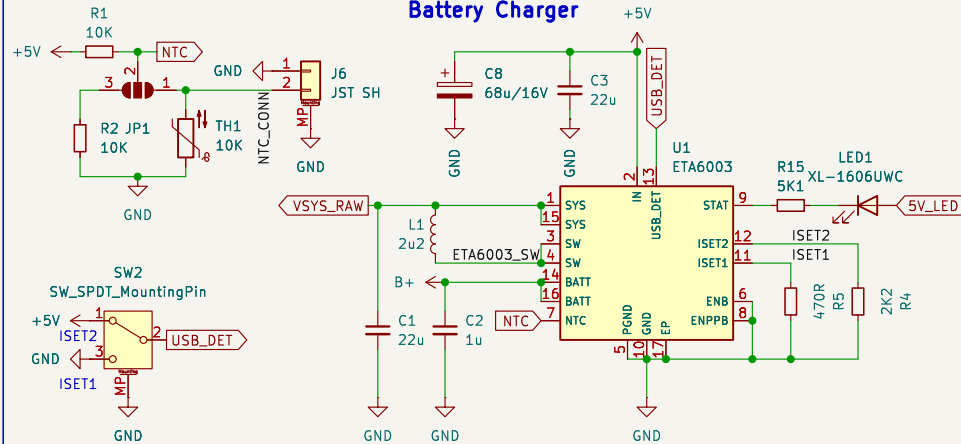 Battery Charger
R1
10K
+5V
NTC
2
3
1
R2 JP1
10K
TH1
10K
GND
NTC_CONN
GND
1
2
J6
JST SH
MP
GND
+5V
C8
68u/16V
C3
22u
GND
GND
USB_DET
U1
ETA6003
2
13
IN
USB_DET
VSYS_RAW
L1
2u2
ETA6003_SW
B+
NTC
1
SYS
15
SYS
3
SW
4
SW
14
BATT
16
BATT
7
NTC
STAT
9
ISET2
12
ISET1
11
ENB
6
ENPPB
8
PGND
GND
EP
5
10
17
GND
R15
5K1
LED1
XL-1606UWC
5V_LED
ISET2
ISET1
470R
R5
2K2
R4
C1
22u
GND
C2
1u
GND
SW2
SW_SPDT_MountingPin
+5V
1
ISET2
2
USB_DET
GND
3
ISET1
Mounting
MP
GND